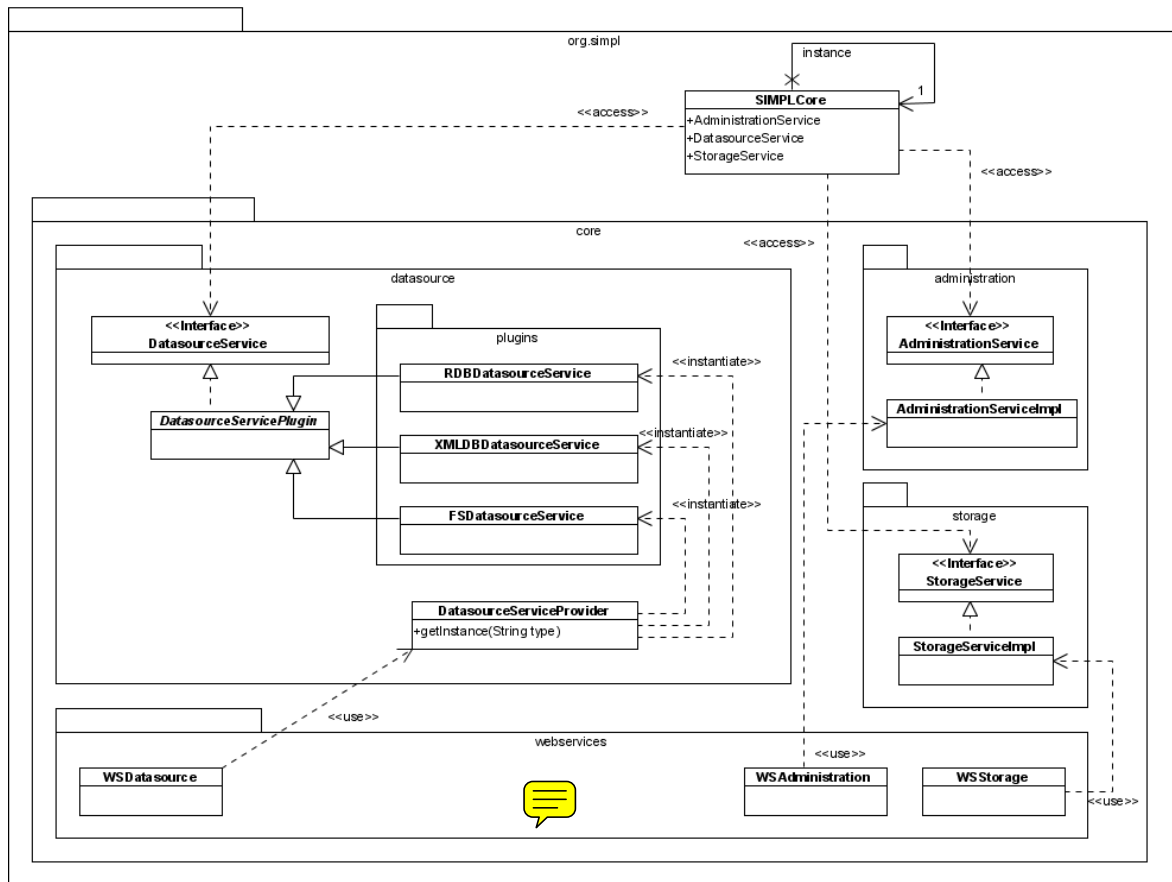 org.simpl
instance
1
SIMPLCore
+AdministrationService
+DatasourceService
+StorageService
<<access>>
<<access>>
<<access>>
core
datasource
<<Interface>>
DatasourceService
DatasourceServicePlugin
plugins
RDBDatasourceService
XMLDBDatasourceService
FSDatasourceService
<<instantiate>>
<<instantiate>>
<<instantiate>>
DatasourceServiceProvider
+getInstance(String type)
administration
<<Interface>>
AdministrationService
AdministrationServiceImpl
storage
<<Interface>>
StorageService
StorageServiceImpl
<<use>>
webservices
WSDatasource
<<use>>
WSAdministration
WSStorage
<<use>>